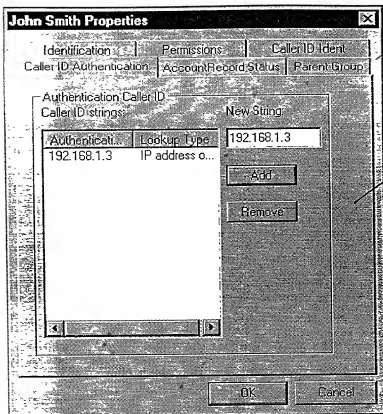 John Smith Properties
Identification Permissions Caller ID Ident
Caller ID Authentication AccountRecord Status Parent Group
Authentication Caller ID
Caller ID strings: New String:
Authenticati... Lookup Type 192.168.1.3
192.168.1.3 IP address o...
Add
Remove
OK Cancel